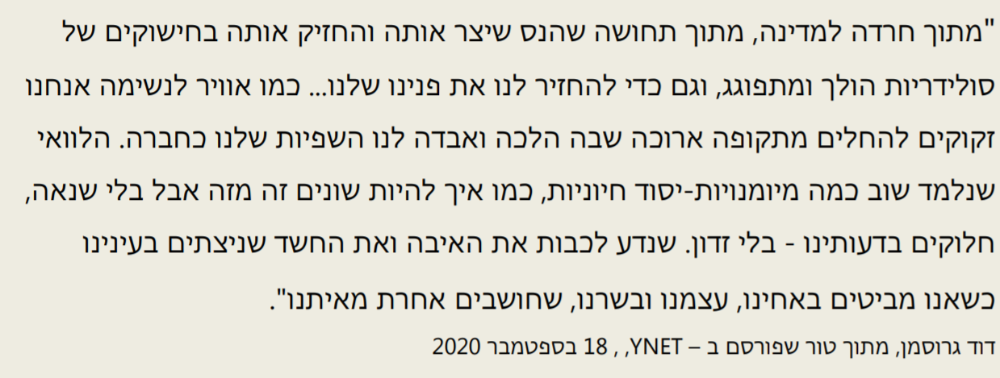 "מתוך חרדה למדינה, מתוך תחושה שהנס שיצר אותה והחזיק אותה בחישוקים של
סולידריות הולך ומתפוגג, וגם כדי להחזיר לנו את פנינו שלנו... כמו אוויר לנשימה אנחנו
זקוקים להחלים מתקופה ארוכה שבה הלכה ואבדה לנו השפיות שלנו כחברה. הלוואי
שנלמד שוב כמה מיומנויות-יסוד חיוניות, כמו איך להיות שונים זה מזה אבל בלי שנאה,
חלוקים בדעותינו - בלי זדון. שנדע לכבות את האיבה ואת החשד שניצתים בעינינו
כשאנו מביטים באחינו, עצמנו ובשרנו, שחושבים אחרת מאיתנו".
דוד גרוסמן, מתוך טור שפורסם ב – YNET, , 18 בספטמבר 2020